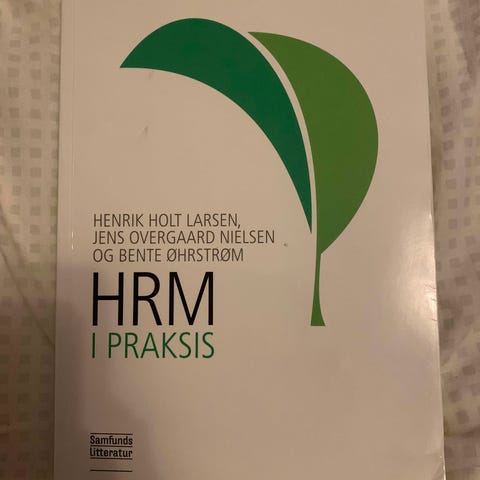 HENRIK HOLT LARSEN,
JENS OVERGAARD NIELSEN
OG BENTE ØHRSTRØM
HRM
I PRAKSIS
Samfunds
litteratur